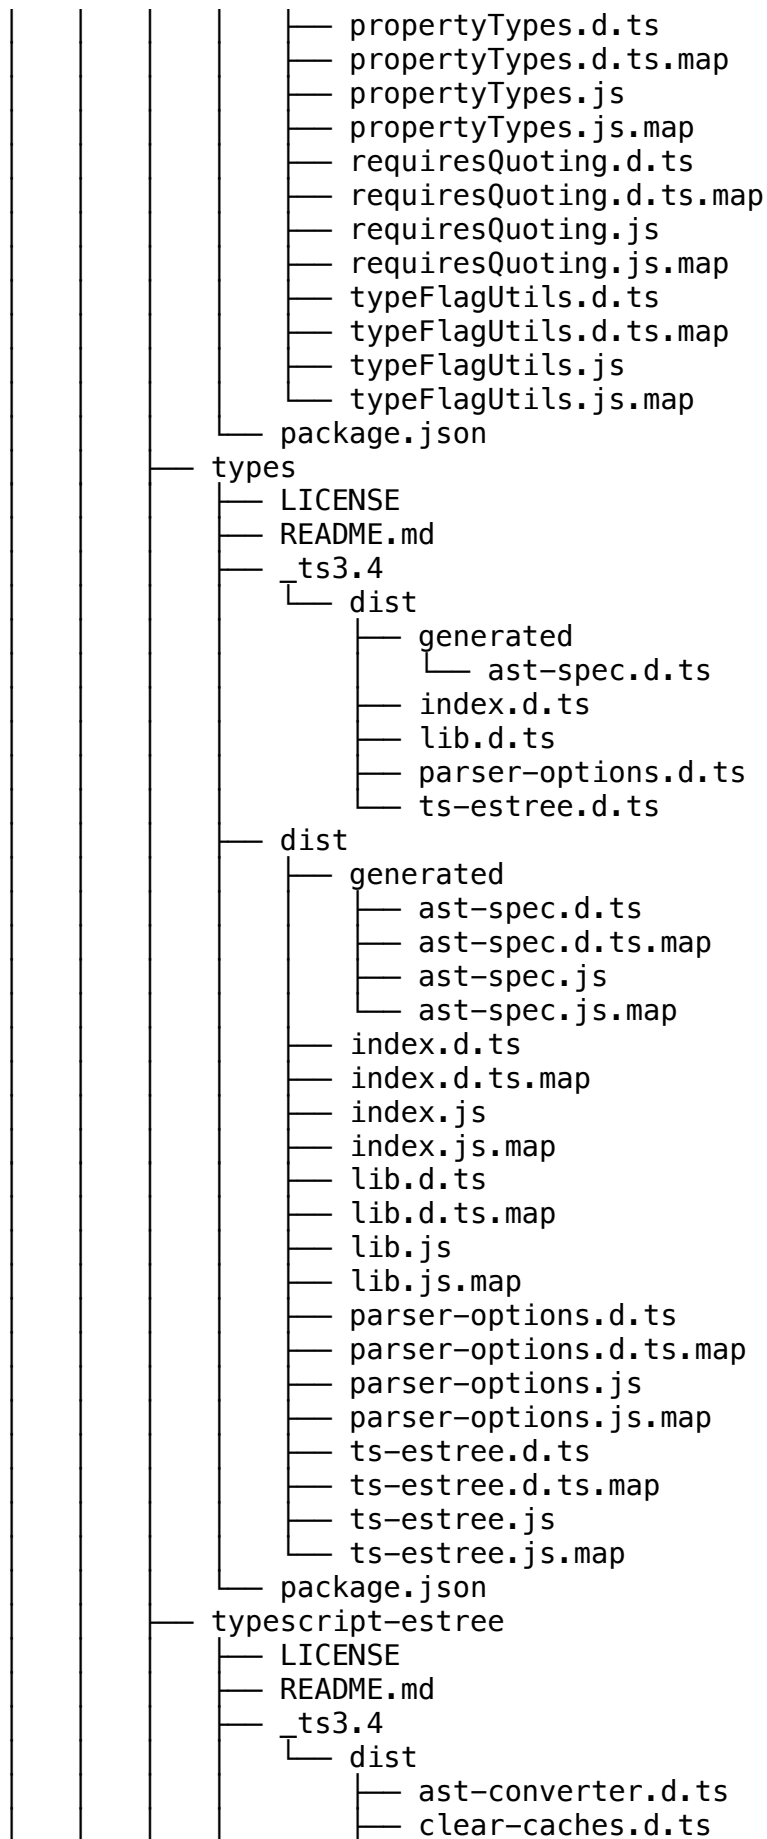 │   │   │   │   ├── propertyTypes.d.ts
│   │   │   │   ├── propertyTypes.d.ts.map
│   │   │   │   ├── propertyTypes.js
│   │   │   │   ├── propertyTypes.js.map
│   │   │   │   ├── requiresQuoting.d.ts
│   │   │   │   ├── requiresQuoting.d.ts.map
│   │   │   │   ├── requiresQuoting.js
│   │   │   │   ├── requiresQuoting.js.map
│   │   │   │   ├── typeFlagUtils.d.ts
│   │   │   │   ├── typeFlagUtils.d.ts.map
│   │   │   │   ├── typeFlagUtils.js
│   │   │   │   └── typeFlagUtils.js.map
│   │   │   └── package.json
│   │   ├── types
│   │   │   ├── LICENSE
│   │   │   ├── README.md
│   │   │   ├── _ts3.4
│   │   │   │   └── dist
│   │   │   │       ├── generated
│   │   │   │       │   └── ast-spec.d.ts
│   │   │   │       ├── index.d.ts
│   │   │   │       ├── lib.d.ts
│   │   │   │       ├── parser-options.d.ts
│   │   │   │       └── ts-estree.d.ts
│   │   │   ├── dist
│   │   │   │   ├── generated
│   │   │   │   │   ├── ast-spec.d.ts
│   │   │   │   │   ├── ast-spec.d.ts.map
│   │   │   │   │   ├── ast-spec.js
│   │   │   │   │   └── ast-spec.js.map
│   │   │   │   ├── index.d.ts
│   │   │   │   ├── index.d.ts.map
│   │   │   │   ├── index.js
│   │   │   │   ├── index.js.map
│   │   │   │   ├── lib.d.ts
│   │   │   │   ├── lib.d.ts.map
│   │   │   │   ├── lib.js
│   │   │   │   ├── lib.js.map
│   │   │   │   ├── parser-options.d.ts
│   │   │   │   ├── parser-options.d.ts.map
│   │   │   │   ├── parser-options.js
│   │   │   │   ├── parser-options.js.map
│   │   │   │   ├── ts-estree.d.ts
│   │   │   │   ├── ts-estree.d.ts.map
│   │   │   │   ├── ts-estree.js
│   │   │   │   └── ts-estree.js.map
│   │   │   └── package.json
│   │   ├── typescript-estree
│   │   │   ├── LICENSE
│   │   │   ├── README.md
│   │   │   ├── _ts3.4
│   │   │   │   └── dist
│   │   │   │       ├── ast-converter.d.ts
│   │   │   │       ├── clear-caches.d.ts